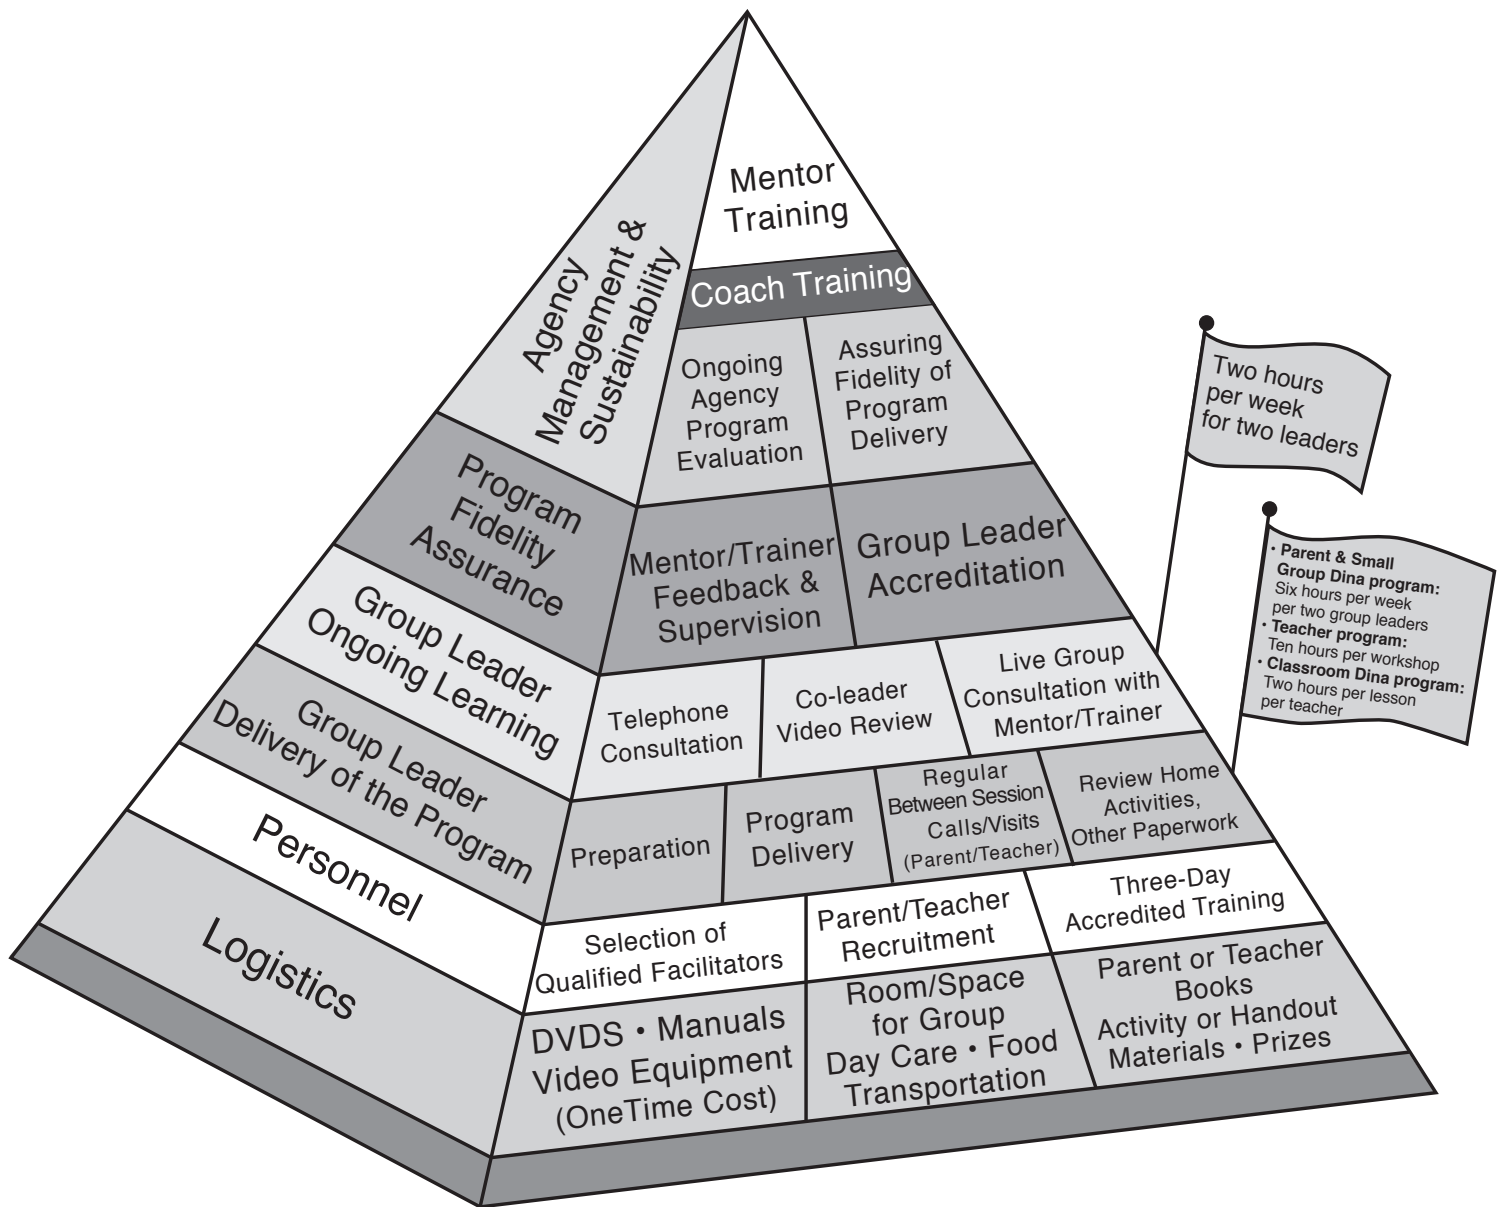 Mentor
Training
Coach Training
Agency
Management &
Sustainability
Ongoing
Agency
Program
Evaluation
Assuring
Fidelity of
Program
Delivery
Two hours
per week
for two leaders
Program
Fidelity
Assurance
Mentor/Trainer
Feedback &
Supervision
Group Leader
Accreditation
• Parent & Small
Group Dina program:
Six hours per week
per two group leaders
• Teacher program:
Ten hours per workshop
• Classroom Dina program:
Two hours per lesson
per teacher
Group Leader
Ongoing Learning
Telephone
Consultation
Co-leader
Video Review
Live Group
Consultation with
Mentor/Trainer
Group Leader
Delivery of the Program
Preparation
Program
Delivery
Regular
Between Session
Calls/Visits
(Parent/Teacher)
Review Home
Activities,
Other Paperwork
Personnel
Selection of
Qualified Facilitators
Parent/Teacher
Recruitment
Three-Day
Accredited Training
Logistics
DVDS • Manuals
Video Equipment
(OneTime Cost)
Room/Space
for Group
Day Care • Food
Transportation
Parent or Teacher
Books
Activity or Handout
Materials • Prizes